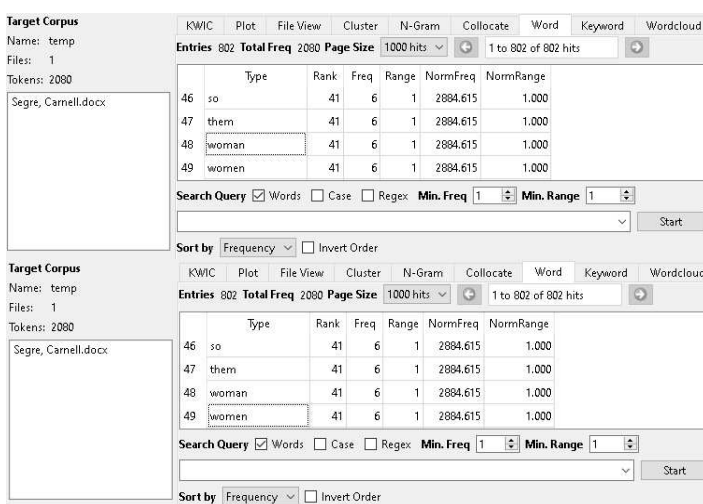 Target Corpus
Name: temp
Files: 1
Tokens: 2080
Segre, Carnell.docx
KWIC Plot File View Cluster N-Gram Collocate Word Keyword Wordcloud
Entries 802 Total Freq 2080 Page Size 1000 hits 1 to 802 of 802 hits
Type Rank Freq Range NormFreq NormRange
46 so 41 6 1 2884.615 1.000
47 them 41 6 1 2884.615 1.000
48 woman 41 6 1 2884.615 1.000
49 women 41 6 1 2884.615 1.000
Search Query Words Case Regex Min. Freq 1 Min. Range 1
Start
Sort by Frequency Invert Order
Target Corpus
Name: temp
Files: 1
Tokens: 2080
Segre, Carnell.docx
KWIC Plot File View Cluster N-Gram Collocate Word Keyword Wordcloud
Entries 802 Total Freq 2080 Page Size 1000 hits 1 to 802 of 802 hits
Type Rank Freq Range NormFreq NormRange
46 so 41 6 1 2884.615 1.000
47 them 41 6 1 2884.615 1.000
48 woman 41 6 1 2884.615 1.000
49 women 41 6 1 2884.615 1.000
Search Query Words Case Regex Min. Freq 1 Min. Range 1
Start
Sort by Frequency Invert Order